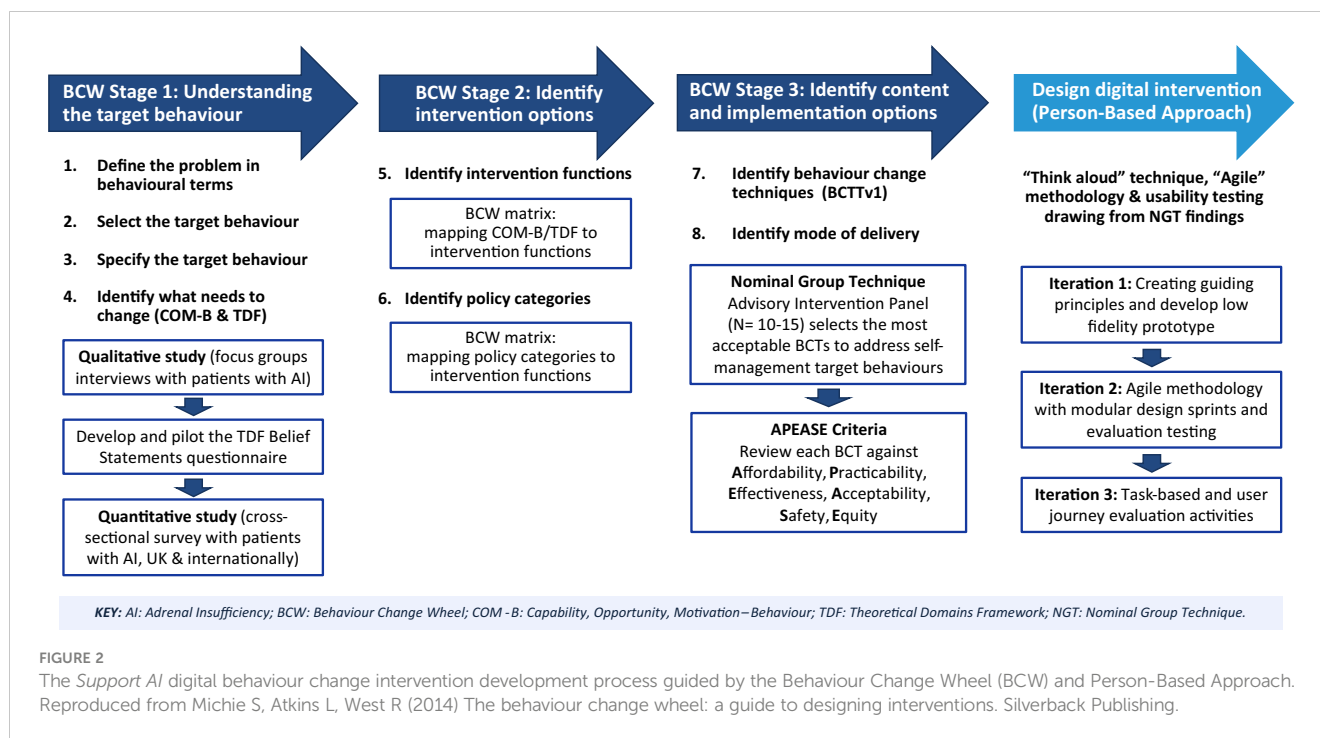 BCW Stage 1: Understanding
the target behaviour
1. Define the problem in
behavioural terms
2. Select the target behaviour
3. Specify the target behaviour
4. Identify what needs to
change (COM-B & TDF)
Qualitative study (focus groups
interviews with patients with AI)
Develop and pilot the TDF Belief
Statements questionnaire
Quantitative study (cross-
sectional survey with patients
with AI, UK & internationally)
BCW Stage 2: Identify
intervention options
5. Identify intervention functions
BCW matrix:
mapping COM-B/TDF to
intervention functions
6. Identify policy categories
BCW matrix:
mapping policy categories to
intervention functions
BCW Stage 3: Identify content
and implementation options
7. Identify behaviour change
techniques (BCTTv1)
8. Identify mode of delivery
Nominal Group Technique
Advisory Intervention Panel
(N= 10-15) selects the most
acceptable BCTs to address self-
management target behaviours
APEASE Criteria
Review each BCT against
Affordability, Practicability,
Effectiveness, Acceptability,
Safety, Equity
Design digital intervention
(Person-Based Approach)
“Think aloud” technique, “Agile”
methodology & usability testing
drawing from NGT findings
Iteration 1: Creating guiding
principles and develop low
fidelity prototype
Iteration 2: Agile methodology
with modular design sprints and
evaluation testing
Iteration 3: Task-based and user
journey evaluation activities
KEY: AI: Adrenal Insufficiency; BCW: Behaviour Change Wheel; COM -B: Capability, Opportunity, Motivation–Behaviour; TDF: Theoretical Domains Framework; NGT: Nominal Group Technique.
FIGURE 2
The Support AI digital behaviour change intervention development process guided by the Behaviour Change Wheel (BCW) and Person-Based Approach.
Reproduced from Michie S, Atkins L, West R (2014) The behaviour change wheel: a guide to designing interventions. Silverback Publishing.